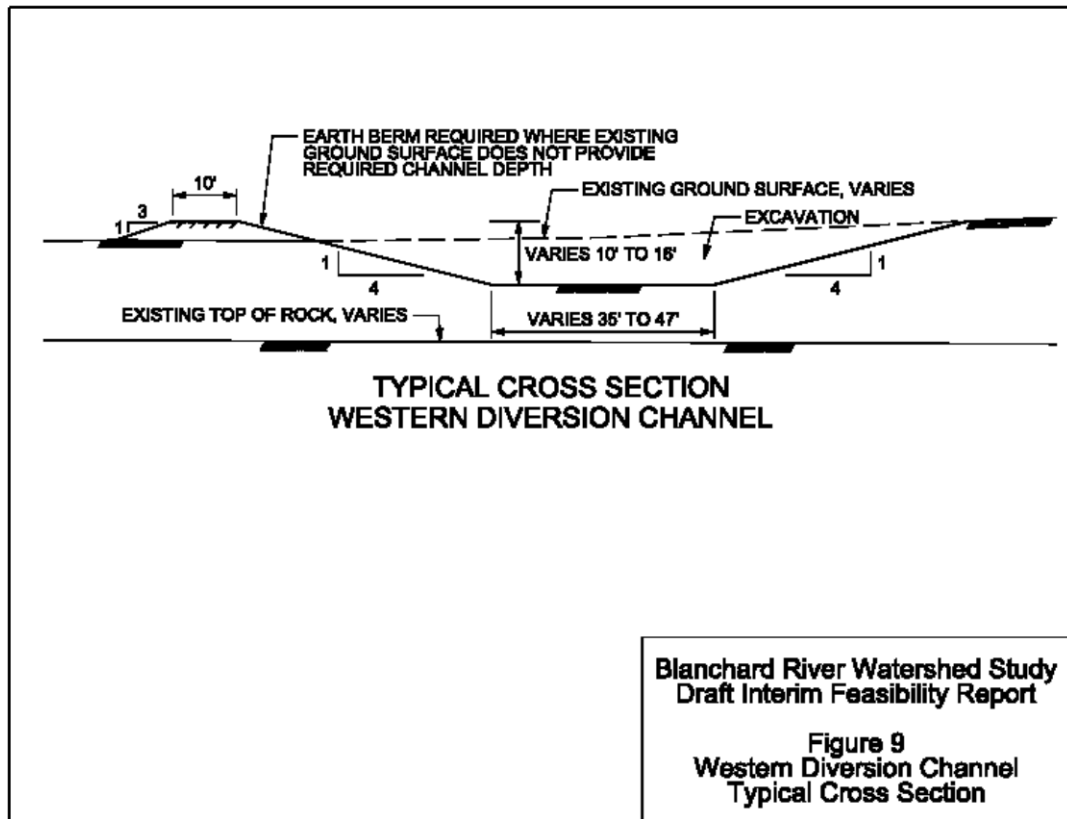 EARTH BERM REQUIRED WHERE EXISTING
GROUND SURFACE DOES NOT PROVIDE
REQUIRED CHANNEL DEPTH
10'
EXISTING GROUND SURFACE, VARIES
3
1
EXCAVATION
VARIES 10' TO 16'
1
4
1
4
EXISTING TOP OF ROCK, VARIES
VARIES 35' TO 47'
TYPICAL CROSS SECTION
WESTERN DIVERSION CHANNEL
Blanchard River Watershed Study
Draft Interim Feasibility Report
Figure 9
Western Diversion Channel
Typical Cross Section